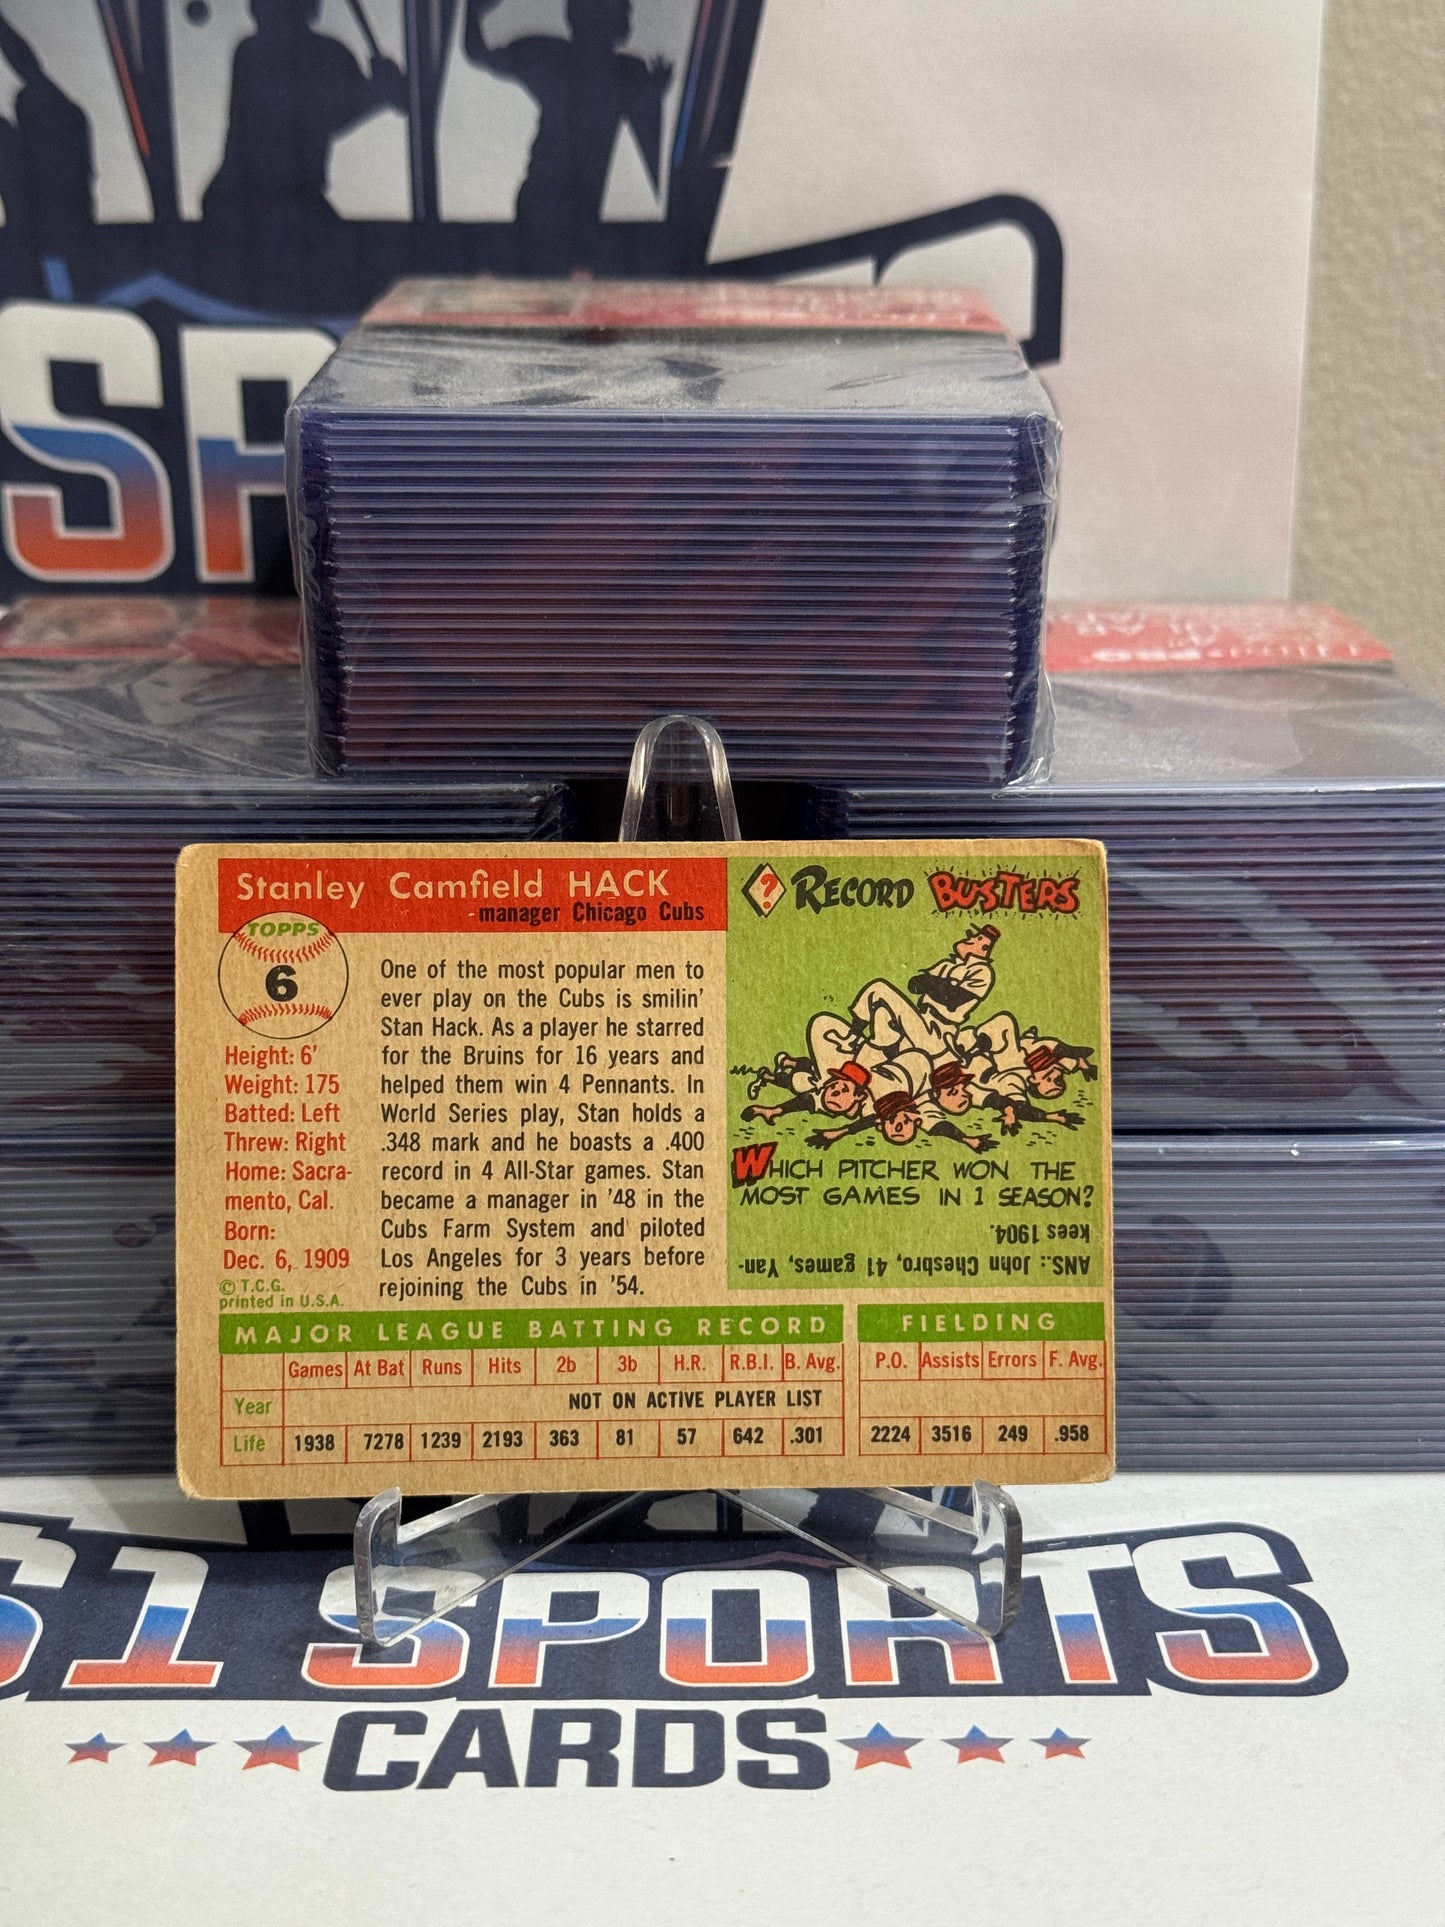 SP
Stanley Camfield HACK
manager Chicago Cubs
TOPPS
6
Height: 6'
Weight: 175
Batted: Left
Threw: Right
Home: Sacra-
mento, Cal.
Born:
Dec. 6, 1909
© T.C.G.
printed in U.S.A.
One of the most popular men to
ever play on the Cubs is smilin'
Stan Hack. As a player he starred
for the Bruins for 16 years and
helped them win 4 Pennants. In
World Series play, Stan holds a
.348 mark and he boasts a .400
record in 4 All-Star games. Stan
became a manager in '48 in the
Cubs Farm System and piloted
Los Angeles for 3 years before
rejoining the Cubs in '54.
? RECORD BUSTERS
WHICH PITCHER WON THE
MOST GAMES IN 1 SEASON?
ANS.: John Chesbro, 41 games, Yan-
kees 1904.
MAJOR LEAGUE BATTING RECORD
Games At Bat Runs Hits 2b 3b H.R. R.B.I. B. Avg.
Year NOT ON ACTIVE PLAYER LIST
Life 1938 7278 1239 2193 363 81 57 642 .301
FIELDING
P.O. Assists Errors F. Avg.
2224 3516 249 .958
S1 SPORTS
CARDS